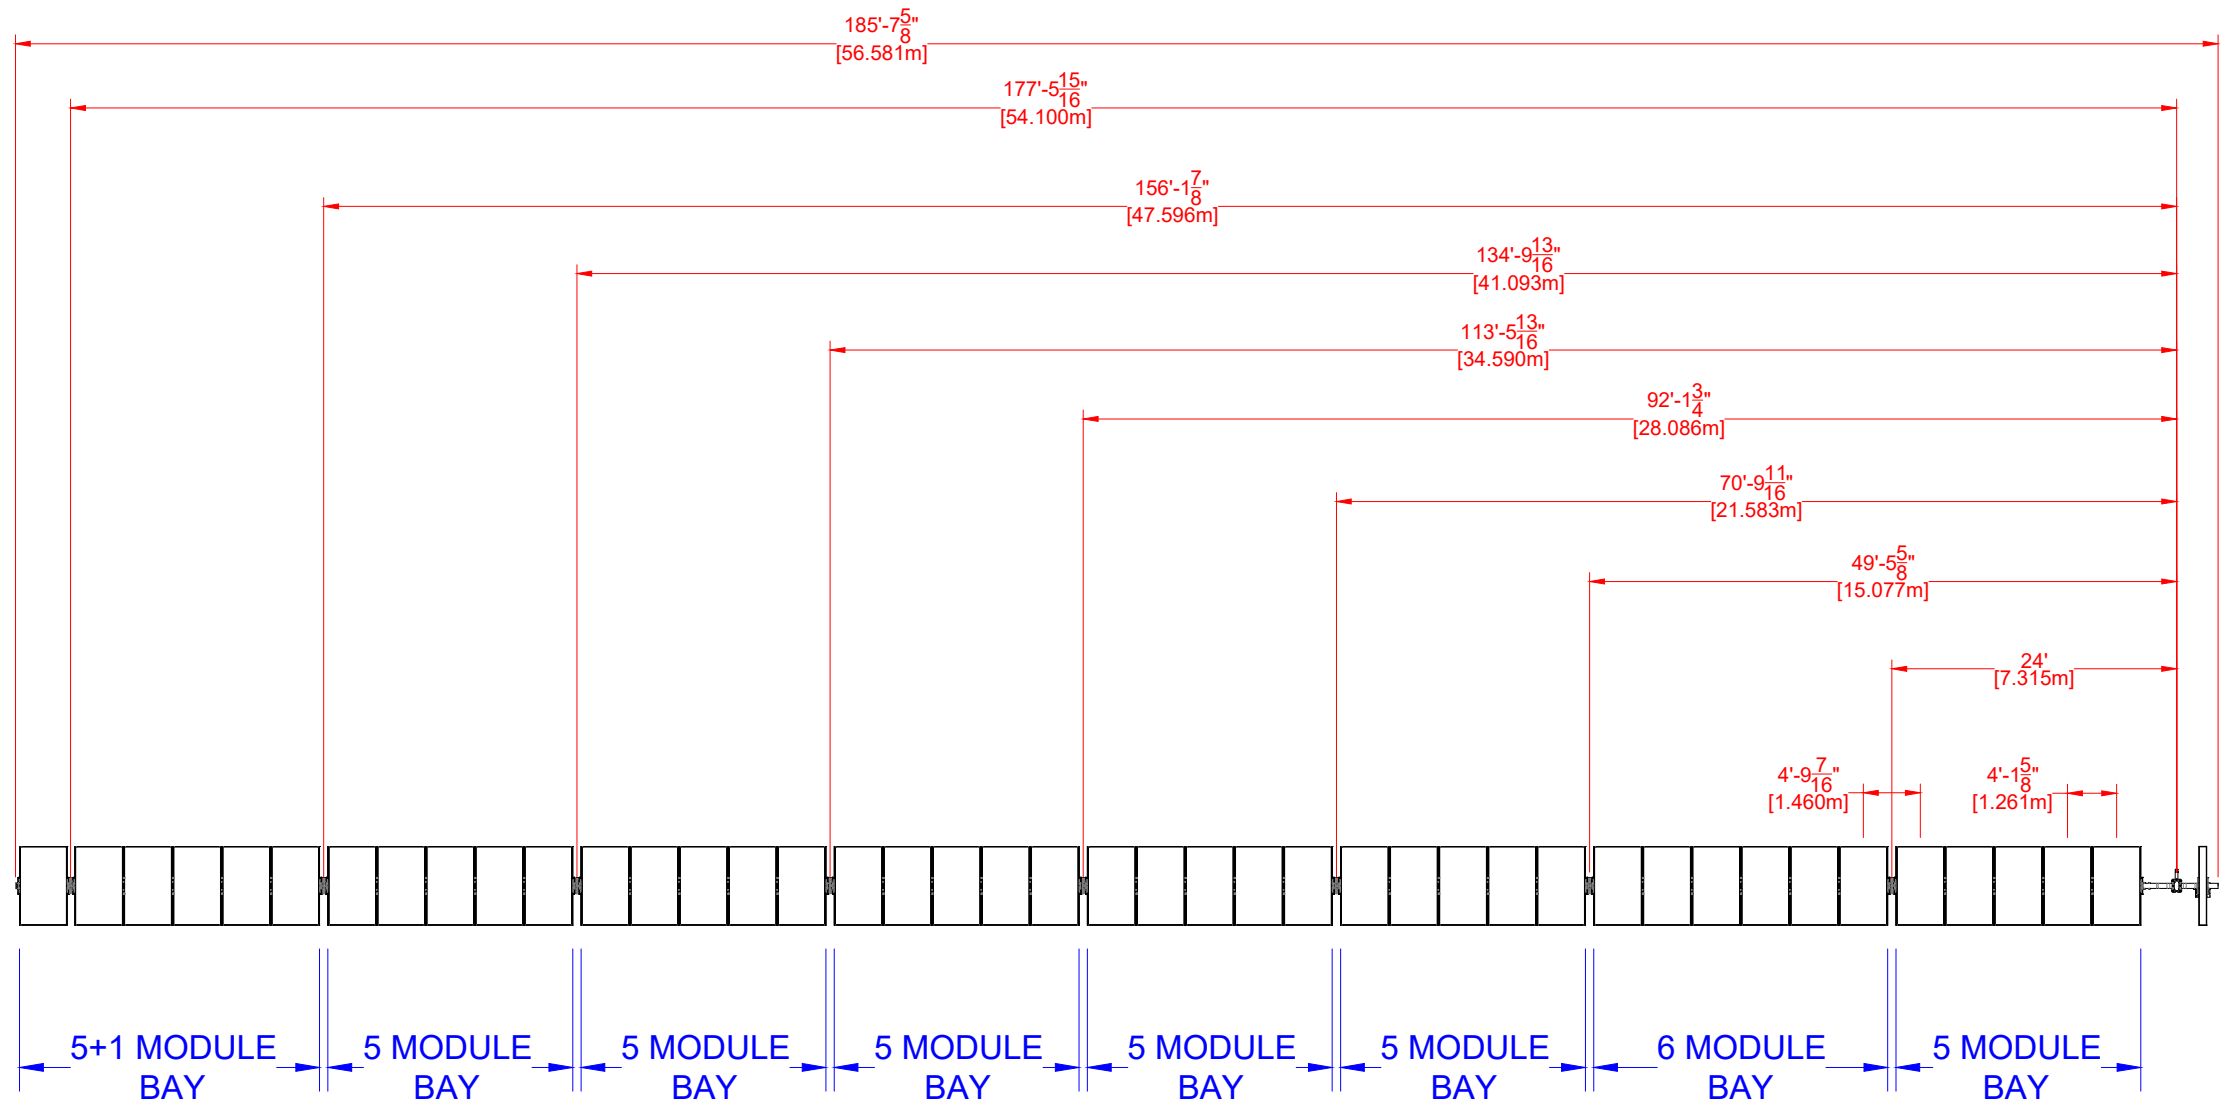 185'-7 5/8"
[56.581m]
177'-5 15/16"
[54.100m]
156'-1 7/8"
[47.596m]
134'-9 13/16"
[41.093m]
113'-5 13/16"
[34.590m]
92'-1 3/4"
[28.086m]
70'-9 11/16"
[21.583m]
49'-5 5/8"
[15.077m]
24'
[7.315m]
4'-9 7/16"
[1.460m]
4'-1 5/8"
[1.261m]
5+1 MODULE
BAY
5 MODULE
BAY
5 MODULE
BAY
5 MODULE
BAY
5 MODULE
BAY
5 MODULE
BAY
6 MODULE
BAY
5 MODULE
BAY